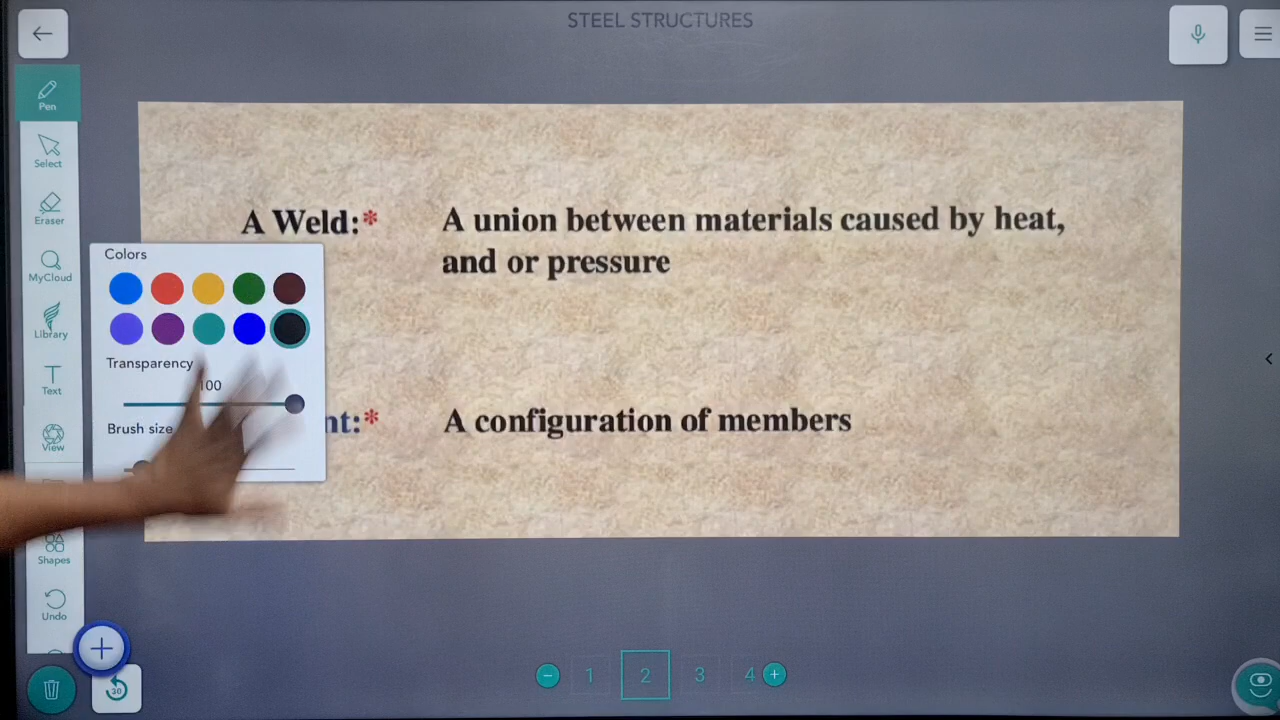 STEEL STRUCTURES
Pen
Select
Eraser
MyCloud
Library
Text
View
Shapes
Undo
30
Colors
Transparency
100
Brush size
A Weld:* A union between materials caused by heat,
and or pressure
nt:* A configuration of members
1 2 3 4